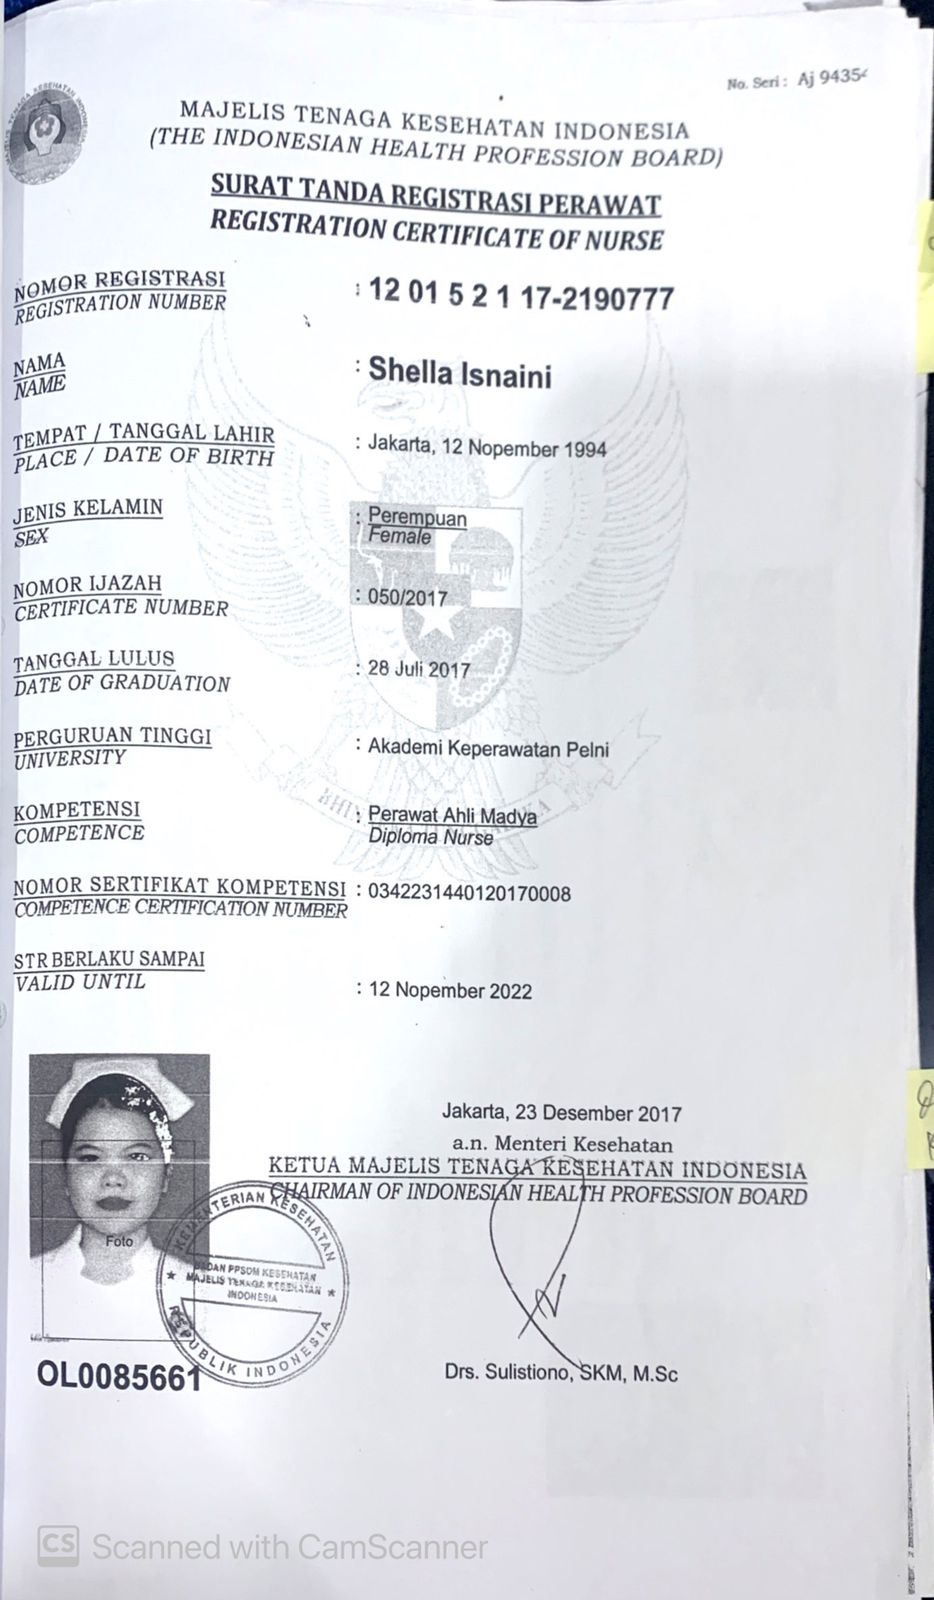 No. Seri : Aj 9435
MAJELIS TENAGA KESEHATAN INDONESIA
(THE INDONESIAN HEALTH PROFESSION BOARD)
SURAT TANDA REGISTRASI PERAWAT
REGISTRATION CERTIFICATE OF NURSE
NOMOR REGISTRASI : 12 01 5 2 1 17-2190777
REGISTRATION NUMBER
NAMA : Shella Isnaini
NAME
TEMPAT / TANGGAL LAHIR : Jakarta, 12 Nopember 1994
PLACE / DATE OF BIRTH
JENIS KELAMIN : Perempuan
SEX Female
NOMOR IJAZAH : 050/2017
CERTIFICATE NUMBER
TANGGAL LULUS : 28 Juli 2017
DATE OF GRADUATION
PERGURUAN TINGGI : Akademi Keperawatan Pelni
UNIVERSITY
KOMPETENSI : Perawat Ahli Madya
COMPETENCE Diploma Nurse
NOMOR SERTIFIKAT KOMPETENSI : 0342231440120170008
COMPETENCE CERTIFICATION NUMBER
STR BERLAKU SAMPAI
VALID UNTIL : 12 Nopember 2022
Jakarta, 23 Desember 2017
a.n. Menteri Kesehatan
KETUA MAJELIS TENAGA KESEHATAN INDONESIA
CHAIRMAN OF INDONESIAN HEALTH PROFESSION BOARD
Foto
KEMENTERIAN KESEHATAN
BADAN PPSDM KESEHATAN
MAJELIS TENAGA KESEHATAN
INDONESIA
REPUBLIK INDONESIA
Drs. Sulistiono, SKM, M.Sc
OL0085661
CS Scanned with CamScanner